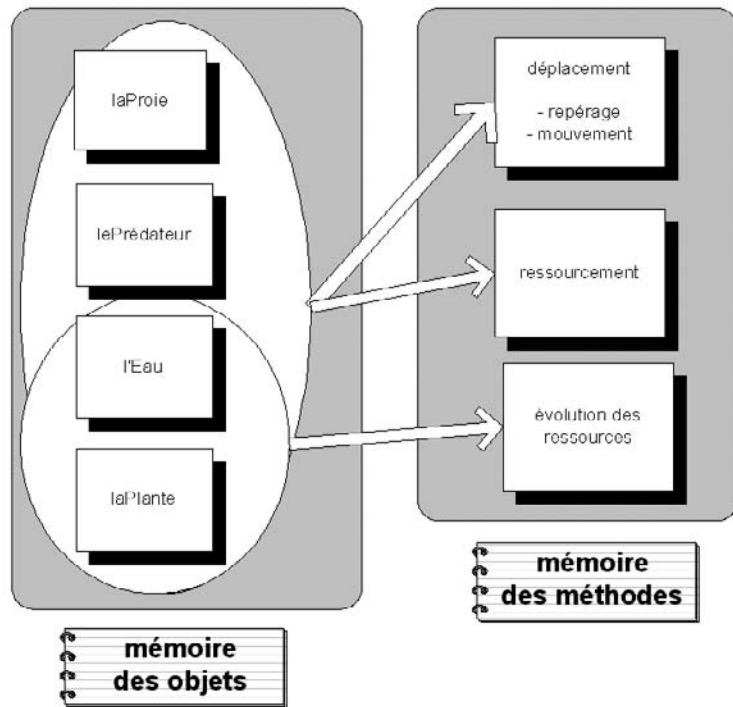 laProie
lePrédateur
l'Eau
laPlante
mémoire
des objets
déplacement
- repérage
- mouvement
ressourcement
évolution des
ressources
mémoire
des méthodes